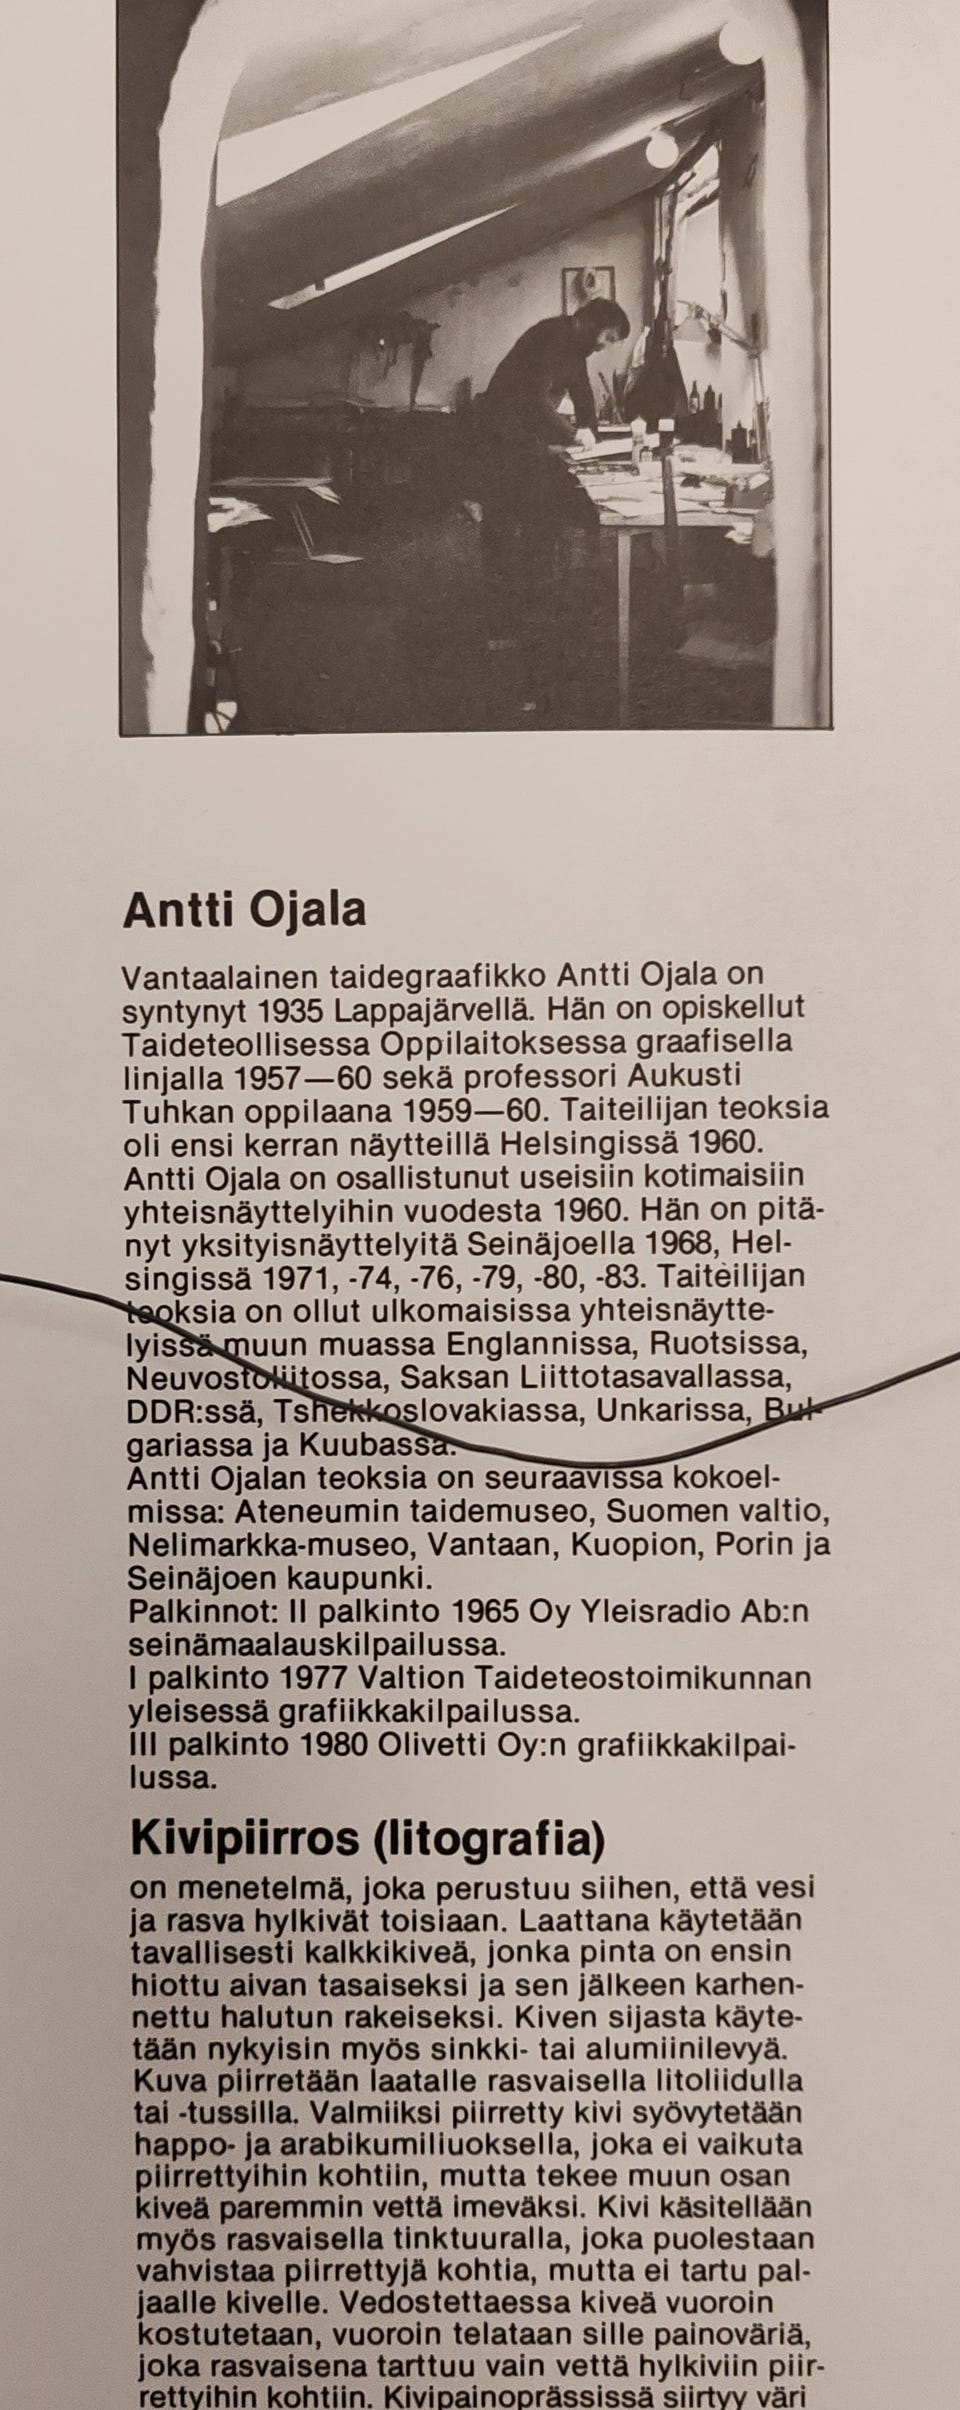 Antti Ojala
Vantaalainen taidegraafikko Antti Ojala on
syntynyt 1935 Lappajärvellä. Hän on opiskellut
Taideteollisessa Oppilaitoksessa graafisella
linjalla 1957—60 sekä professori Aukusti
Tuhkan oppilaana 1959—60. Taiteilijan teoksia
oli ensi kerran näytteillä Helsingissä 1960.
Antti Ojala on osallistunut useisiin kotimaisiin
yhteisnäyttelyihin vuodesta 1960. Hän on pitä-
nyt yksityisnäyttelyitä Seinäjoella 1968, Hel-
singissä 1971, -74, -76, -79, -80, -83. Taiteilijan
teoksia on ollut ulkomaisissa yhteisnäytte-
lyissä muun muassa Englannissa, Ruotsissa,
Neuvostoliitossa, Saksan Liittotasavallassa,
DDR:ssä, Tshekkoslovakiassa, Unkarissa, Bul-
gariassa ja Kuubassa.
Antti Ojalan teoksia on seuraavissa kokoel-
missa: Ateneumin taidemuseo, Suomen valtio,
Nelimarkka-museo, Vantaan, Kuopion, Porin ja
Seinäjoen kaupunki.
Palkinnot: II palkinto 1965 Oy Yleisradio Ab:n
seinämaalauskilpailussa.
I palkinto 1977 Valtion Taideteostoimikunnan
yleisessä grafiikkakilpailussa.
III palkinto 1980 Olivetti Oy:n grafiikkakilpai-
lussa.
Kivipiirros (litografia)
on menetelmä, joka perustuu siihen, että vesi
ja rasva hylkivät toisiaan. Laattana käytetään
tavallisesti kalkkikiveä, jonka pinta on ensin
hiottu aivan tasaiseksi ja sen jälkeen karhen-
nettu halutun rakeiseksi. Kiven sijasta käyte-
tään nykyisin myös sinkki- tai alumiinilevyä.
Kuva piirretään laatalle rasvaisella litoliidulla
tai -tussilla. Valmiiksi piirretty kivi syövytetään
happo- ja arabikumiliuoksella, joka ei vaikuta
piirrettyihin kohtiin, mutta tekee muun osan
kiveä paremmin vettä imeväksi. Kivi käsitellään
myös rasvaisella tinktuuralla, joka puolestaan
vahvistaa piirrettyjä kohtia, mutta ei tartu pal-
jaalle kivelle. Vedostettaessa kiveä vuoroin
kostutetaan, vuoroin telataan sille painoväriä,
joka rasvaisena tarttuu vain vettä hylkiviin piir-
rettyihin kohtiin. Kivipainoprässissä siirtyy väri